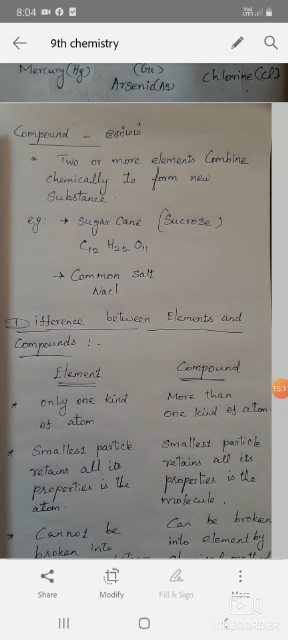 8:04
9th chemistry
Mercury (Hg)
Arsenic (As)
Chlorine (Cl)
Compound -
* Two or more elements Combine
chemically to form new
Substance.
eg: → Sugar Cane (Sucrose)
C12 H22 O11
→ Common Salt
Nacl
Difference between Elements and
Compounds :-
Element
* only one kind
of atom
* Smallest particle
retains all its
properties is the
atom.
* Cannot be
broken into
Compound
More than
one kind of atom.
Smallest particle
retains all its
properties is the
molecule.
Can be broken
into element by
15:1
Share
Modify
Fill & Sign
More
VIVA RECORDER